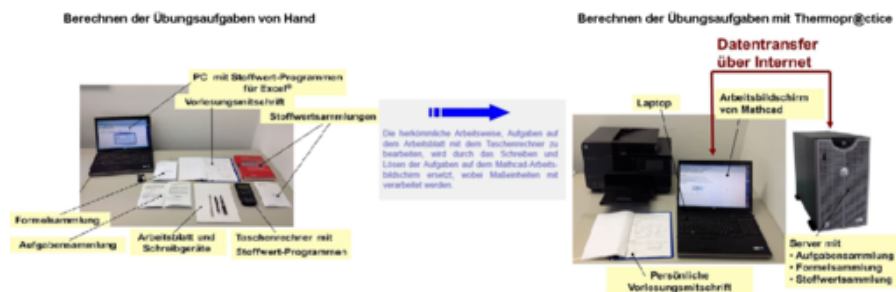 Berechnen der Übungsaufgaben von Hand
PC mit Stoffwert-Programmen
für Excel®
Vorlesungsmitschrift
Stoffwertsammlungen
Formelsammlung
Aufgabensammlung
Arbeitsblatt und
Schreibgeräte
Taschenrechner mit
Stoffwert-Programmen
Die herkömmliche Arbeitsweise, Aufgaben auf
dem Arbeitsblatt mit dem Taschenrechner zu
bearbeiten, wird durch das Schreiben und
Lösen der Aufgaben auf dem Mathcad-Arbeits-
bildschirm ersetzt, wobei Maßeinheiten mit
verarbeitet werden.
Berechnen der Übungsaufgaben mit Thermopr@ctice
Datentransfer
über Internet
Laptop
Arbeitsbildschirm
von Mathcad
Persönliche
Vorlesungsmitschrift
Server mit
• Aufgabensammlung
• Formelsammlung
• Stoffwertsammlung